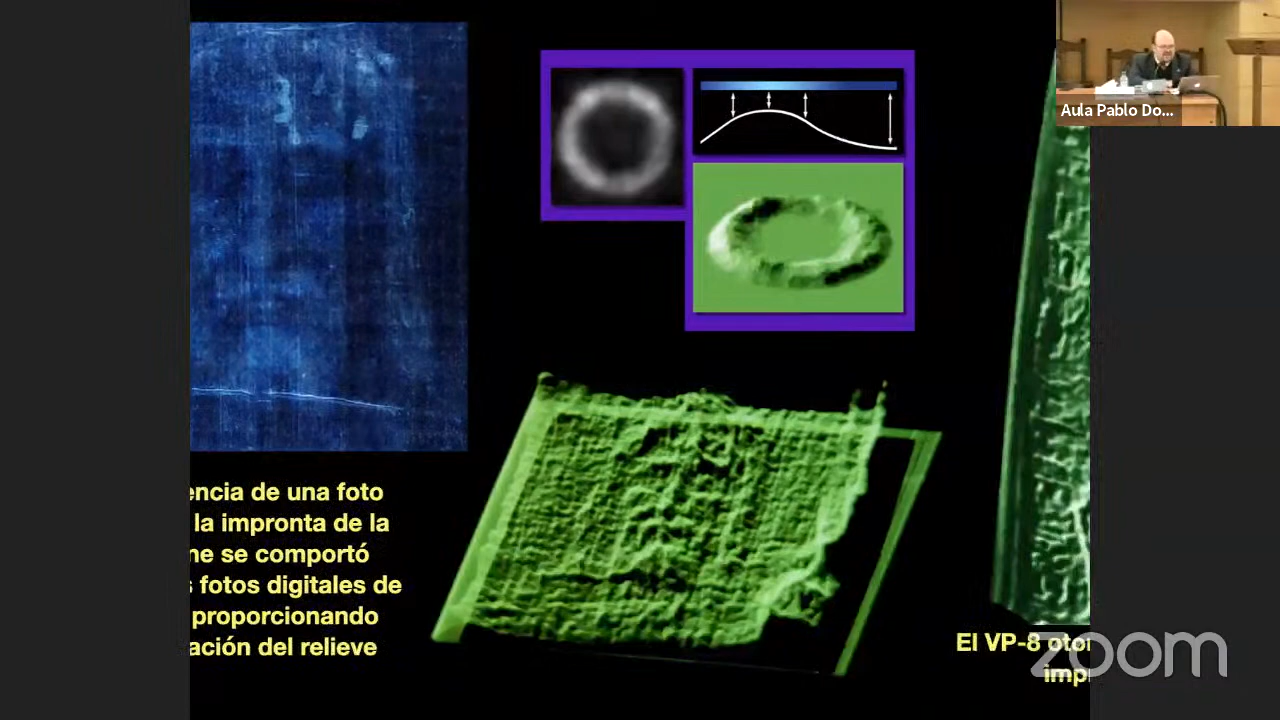 Aula Pablo Do...
encia de una foto
la impronta de la
ne se comportó
s fotos digitales de
proporcionando
ación del relieve
El VP-8 otor
imp
zoom